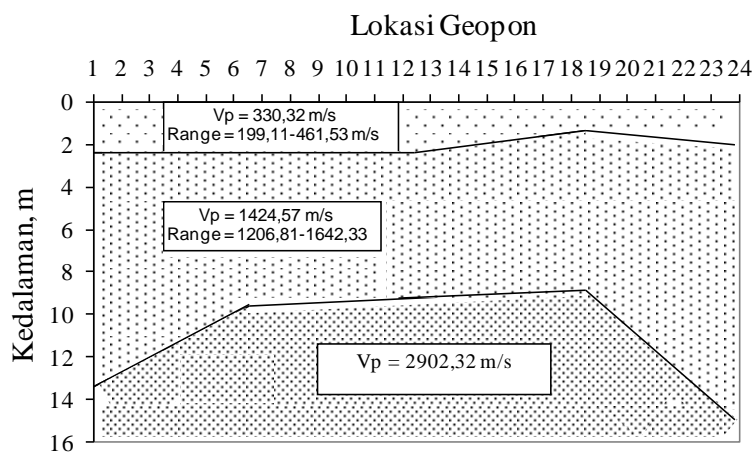 Lokasi Geopon
1 2 3 4 5 6 7 8 9 10 11 12 13 14 15 16 17 18 19 20 21 22 23 24
0
Vp = 330,32 m/s
Range = 199,11-461,53 m/s
2
4
Vp = 1424,57 m/s
Range = 1206,81-1642,33
6
8
Kedalaman, m
10
12
Vp = 2902,32 m/s
14
16